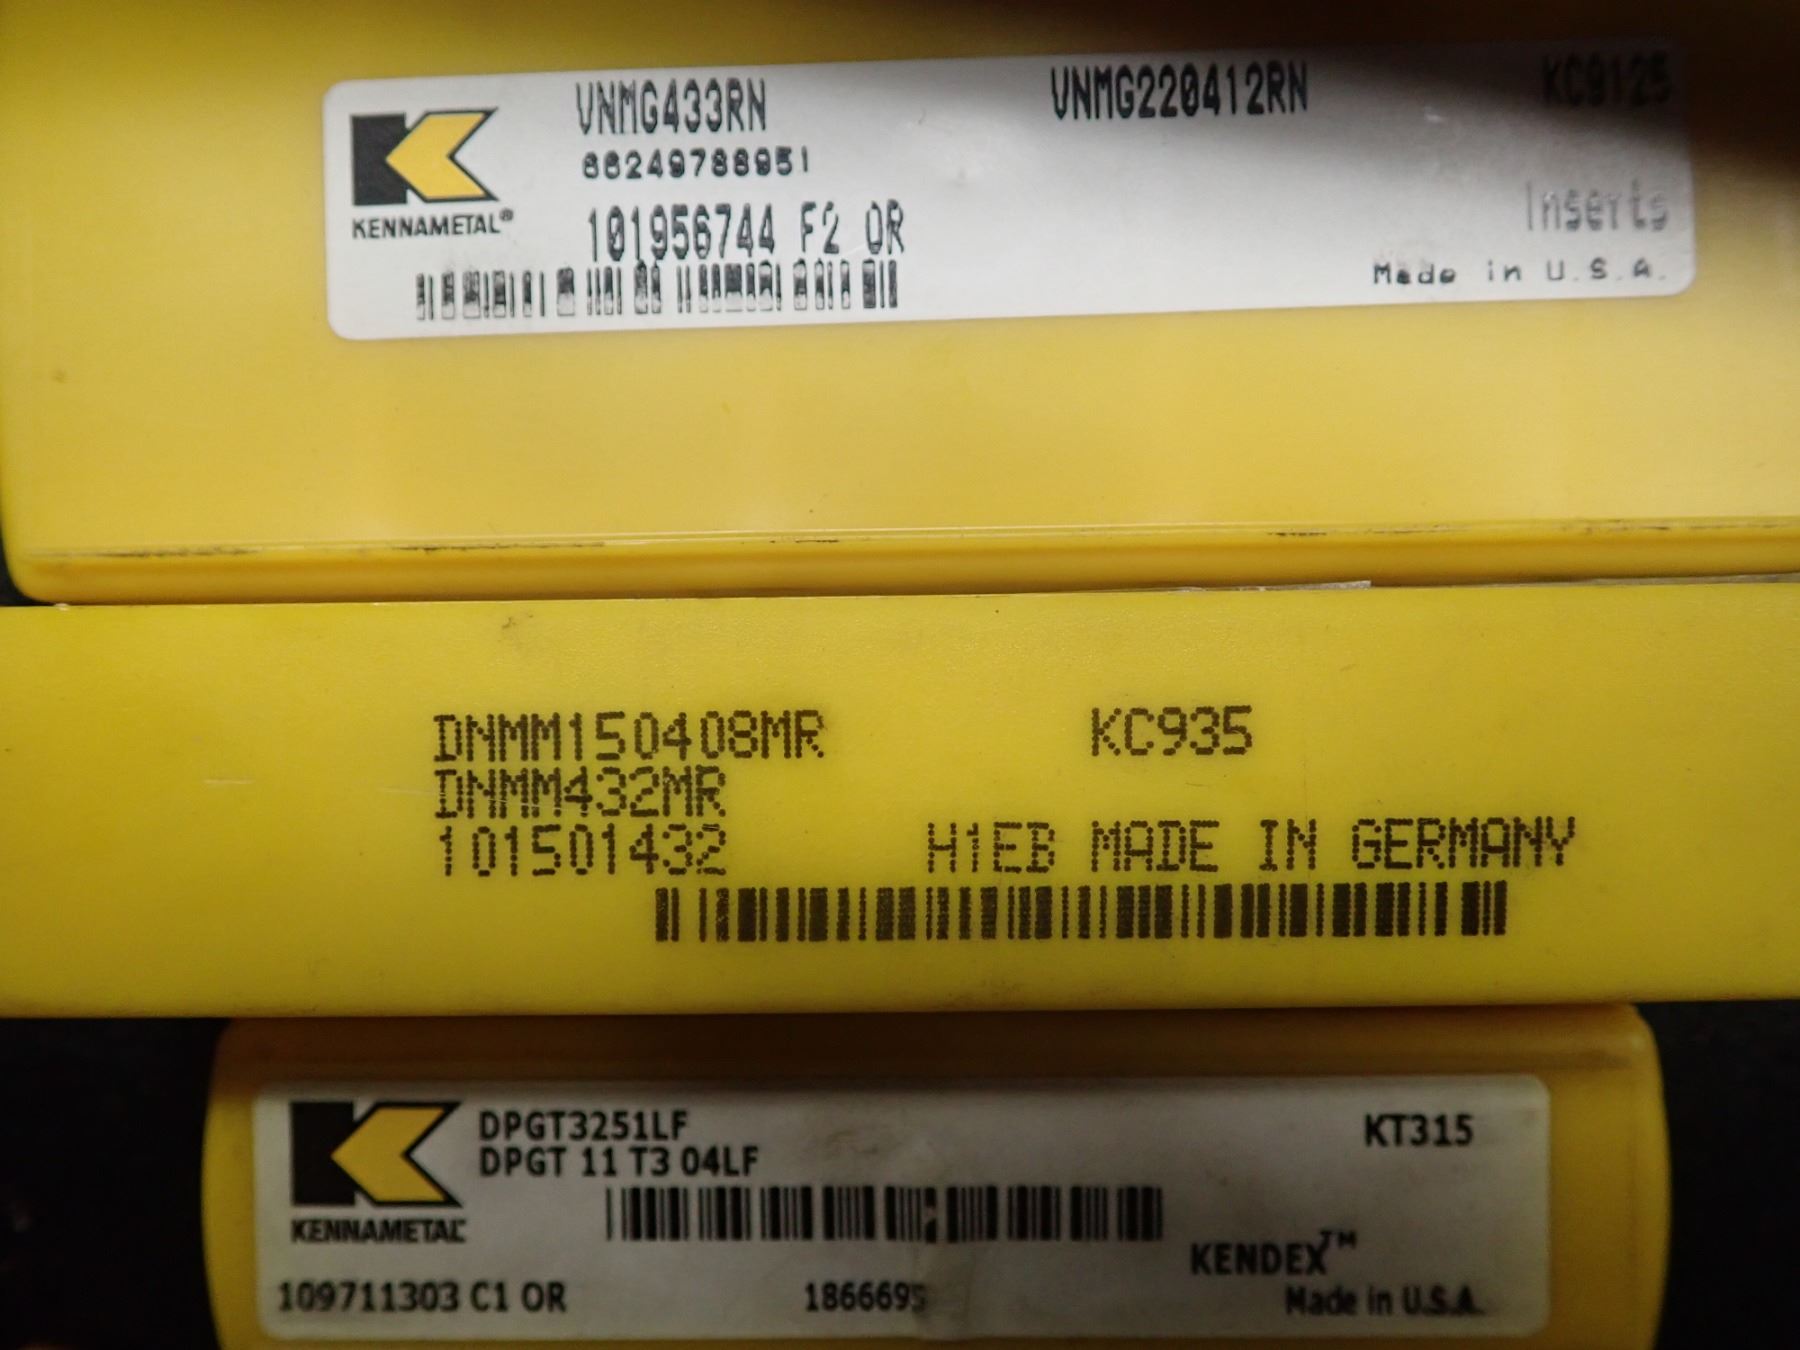 VNMG433RN VNMG220412RN KC9125
66249788951
KENNAMETAL® 101956744 F2 OR Inserts
Made in U.S.A.
DNMM150408MR KC935
DNMM432MR
101501432 H1EB MADE IN GERMANY
DPGT3251LF KT315
DPGT 11 T3 04LF
KENNAMETAL KENDEX™
109711303 C1 OR 1866695 Made in U.S.A.